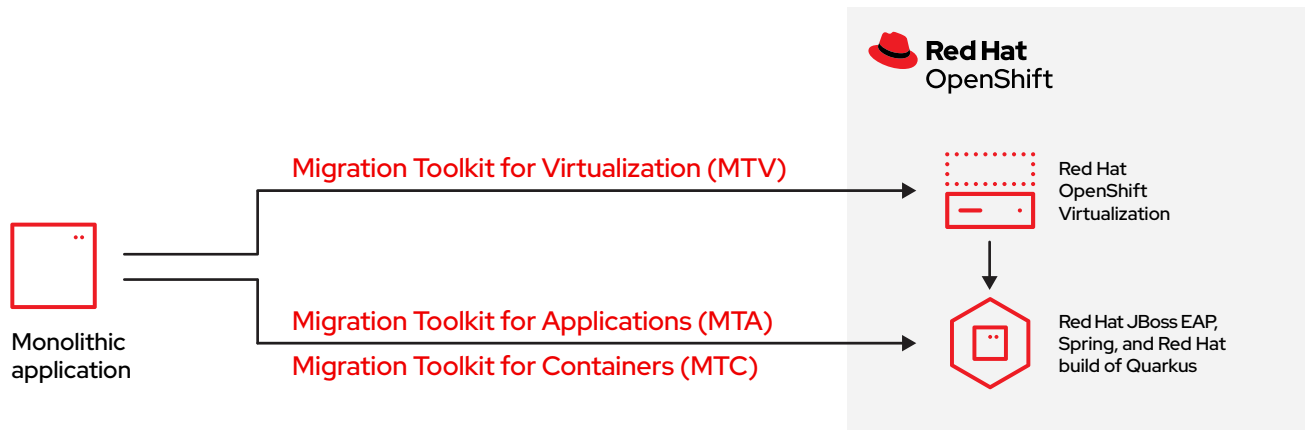 Red Hat
OpenShift
Migration Toolkit for Virtualization (MTV)
Red Hat
OpenShift
Virtualization
Monolithic
application
Migration Toolkit for Applications (MTA)
Migration Toolkit for Containers (MTC)
Red Hat JBoss EAP,
Spring, and Red Hat
build of Quarkus